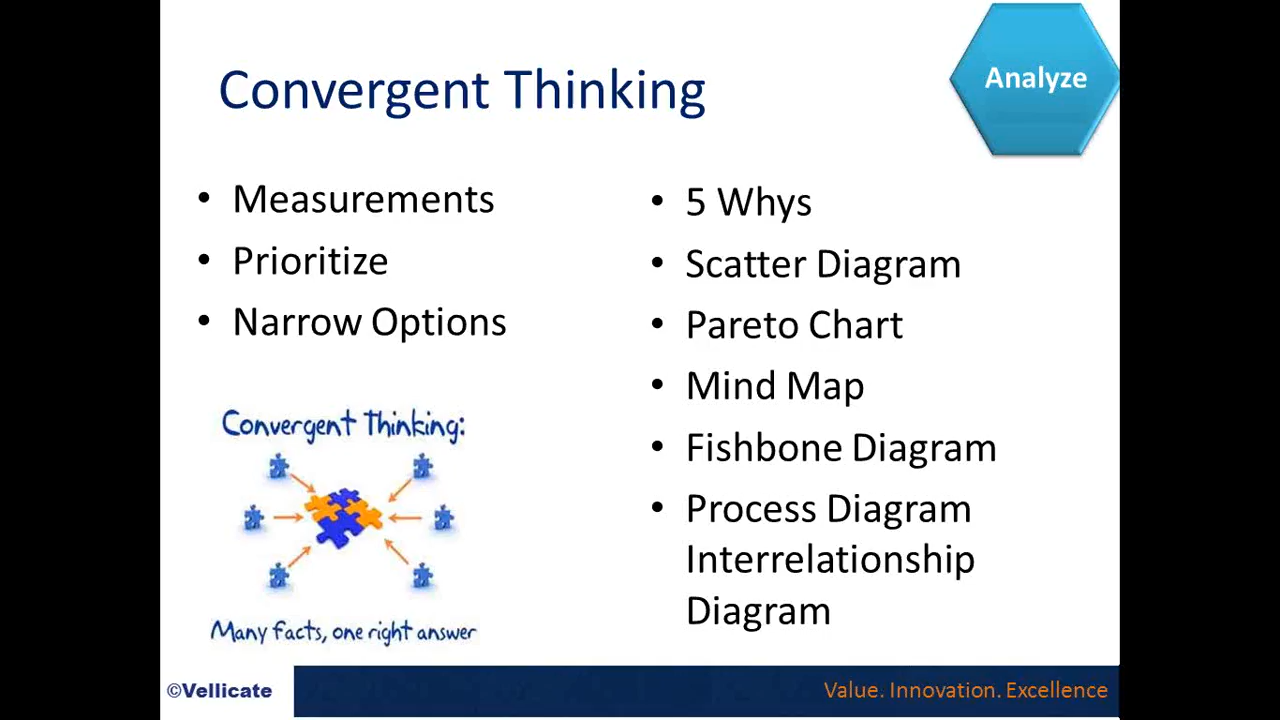 Convergent Thinking
Analyze
• Measurements
• Prioritize
• Narrow Options
Convergent Thinking:
Many facts, one right answer
• 5 Whys
• Scatter Diagram
• Pareto Chart
• Mind Map
• Fishbone Diagram
• Process Diagram
Interrelationship
Diagram
©Vellicate
Value. Innovation. Excellence